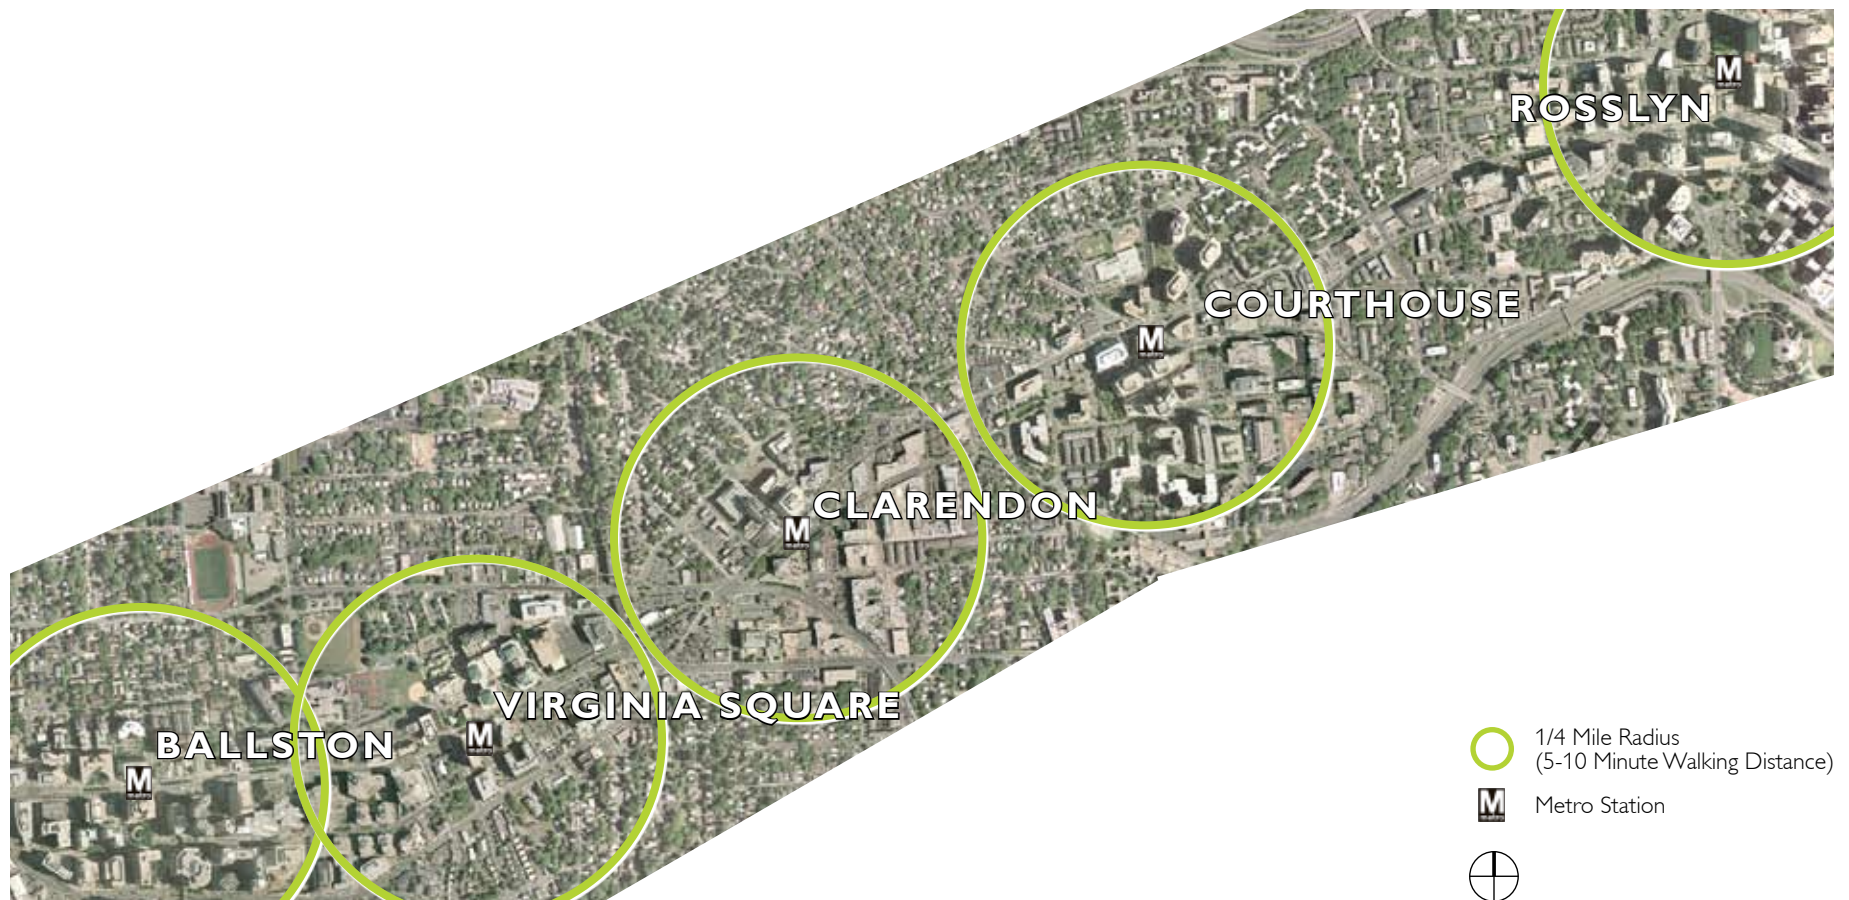 M
ROSSLYN
COURTHOUSE
M
CLARENDON
M
VIRGINIA SQUARE
M
BALLSTON
M
1/4 Mile Radius
(5-10 Minute Walking Distance)
M
Metro Station